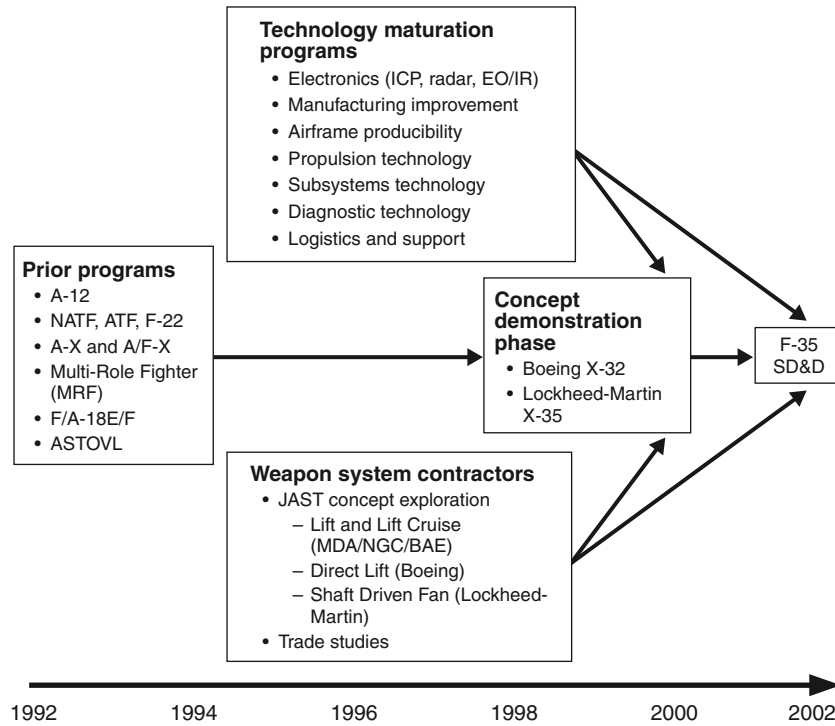 Technology maturation
programs
• Electronics (ICP, radar, EO/IR)
• Manufacturing improvement
• Airframe producibility
• Propulsion technology
• Subsystems technology
• Diagnostic technology
• Logistics and support
Prior programs
• A-12
• NATF, ATF, F-22
• A-X and A/F-X
• Multi-Role Fighter
(MRF)
• F/A-18E/F
• ASTOVL
Concept
demonstration
phase
• Boeing X-32
• Lockheed-Martin
X-35
F-35
SD&D
Weapon system contractors
• JAST concept exploration
– Lift and Lift Cruise
(MDA/NGC/BAE)
– Direct Lift (Boeing)
– Shaft Driven Fan (Lockheed-
Martin)
• Trade studies
1992 1994 1996 1998 2000 2002